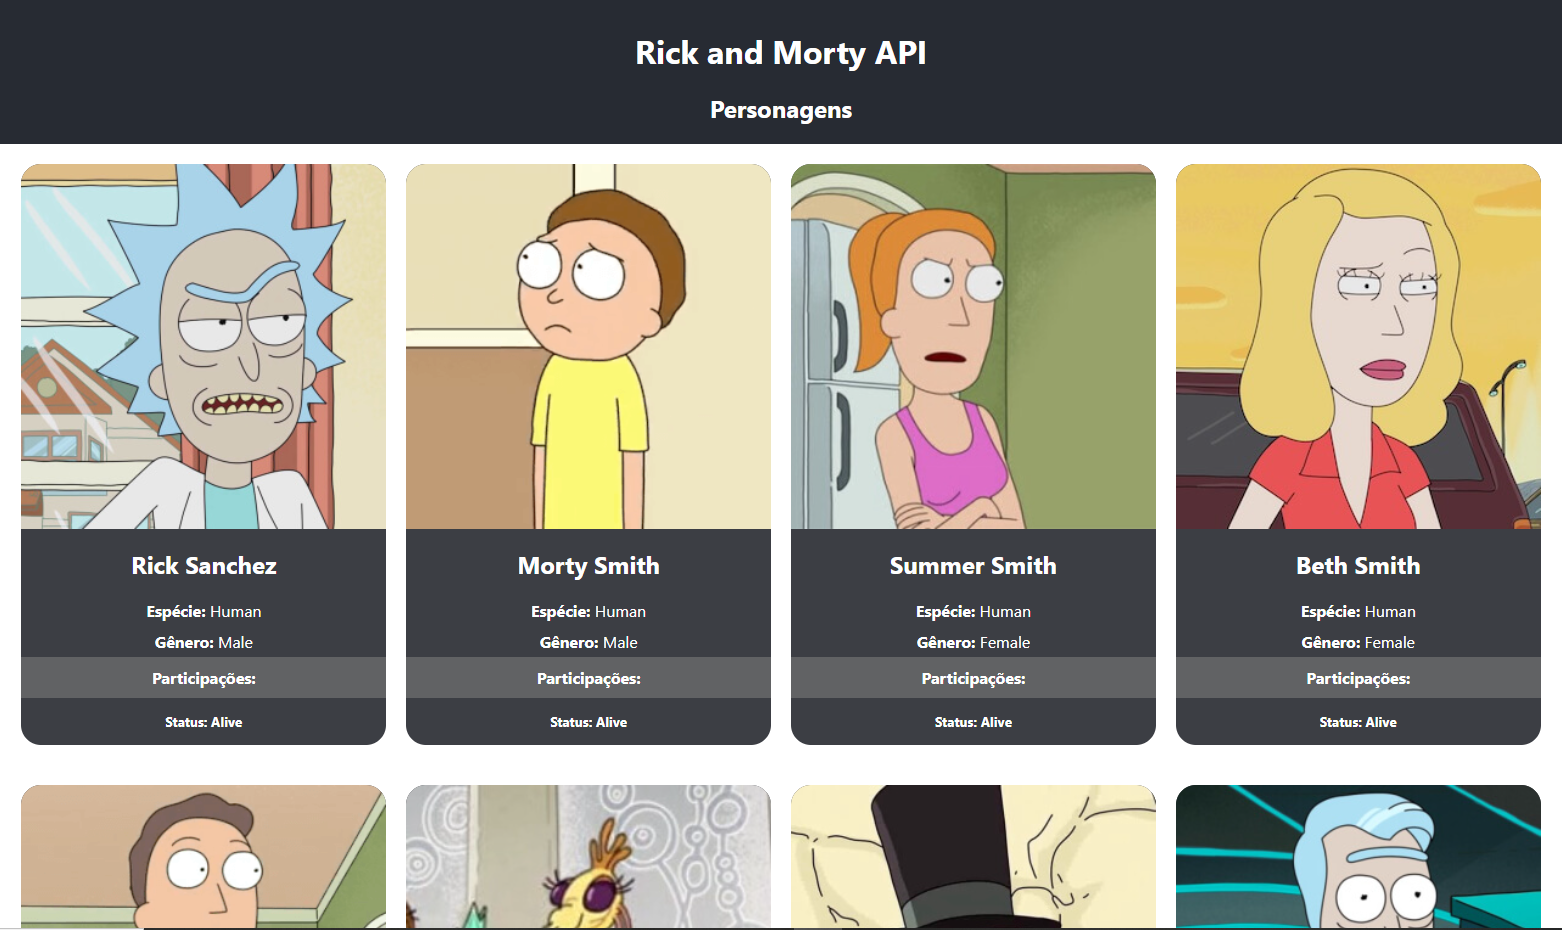 Rick and Morty API
Personagens
Rick Sanchez
Espécie: Human
Gênero: Male
Participações:
Status: Alive
Morty Smith
Espécie: Human
Gênero: Male
Participações:
Status: Alive
Summer Smith
Espécie: Human
Gênero: Female
Participações:
Status: Alive
Beth Smith
Espécie: Human
Gênero: Female
Participações:
Status: Alive